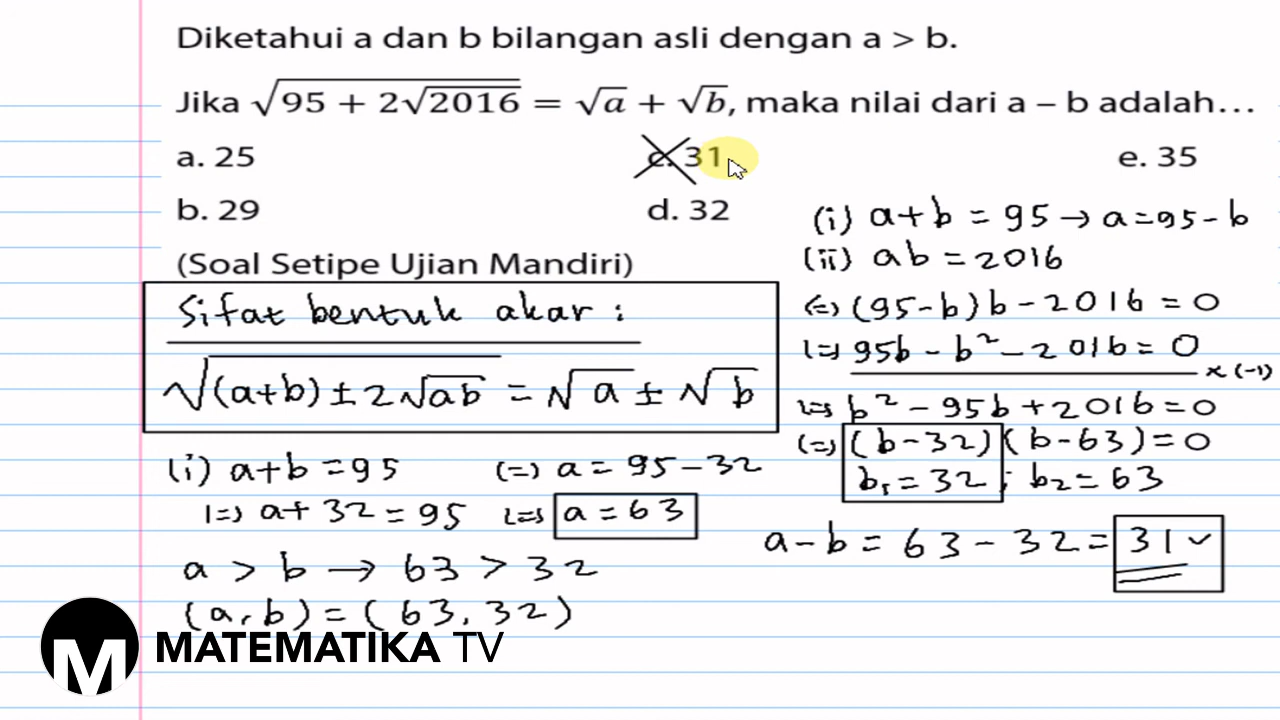 Diketahui a dan b bilangan asli dengan a > b.
Jika √(95 + 2√2016) = √a + √b, maka nilai dari a – b adalah...
a. 25
c. 31
e. 35
b. 29
d. 32
(Soal Setipe Ujian Mandiri)
Sifat bentuk akar :
√((a+b) ± 2√ab) = √a ± √b
(i) a+b = 95
(=) a + 32 = 95
(=) a = 95 – 32
(=) a = 63
a > b → 63 > 32
(a, b) = (63, 32)
(i) a+b = 95 → a = 95 - b
(ii) ab = 2016
(=) (95-b)b - 2016 = 0
(=) 95b - b² - 2016 = 0
x (-1)
(=) b² - 95b + 2016 = 0
(=) (b-32)(b-63) = 0
b₁ = 32 ; b₂ = 63
a-b = 63 - 32 = 31 ✓
M MATEMATIKA TV